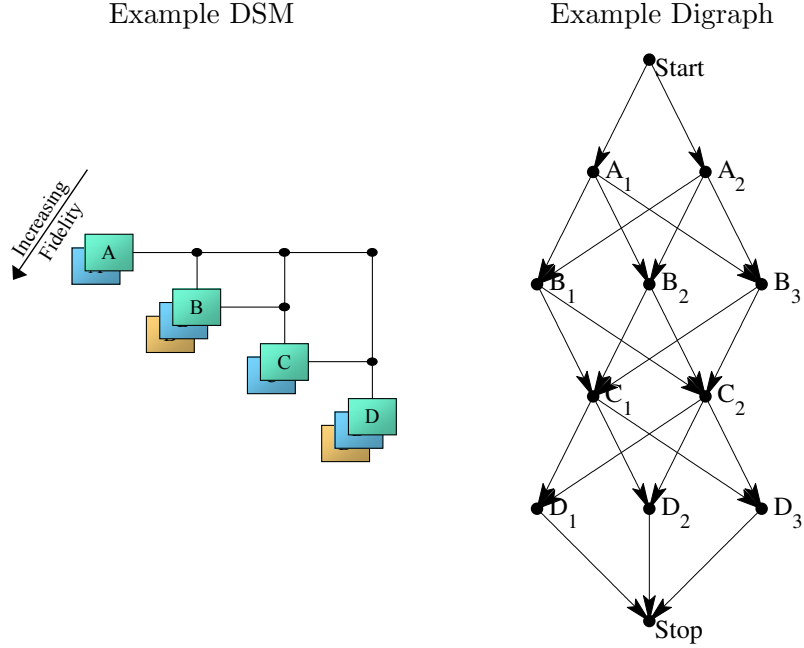 Example DSM
Example Digraph
Increasing
Fidelity
A
B
C
D
Start
A1
A2
B1
B2
B3
C1
C2
D1
D2
D3
Stop